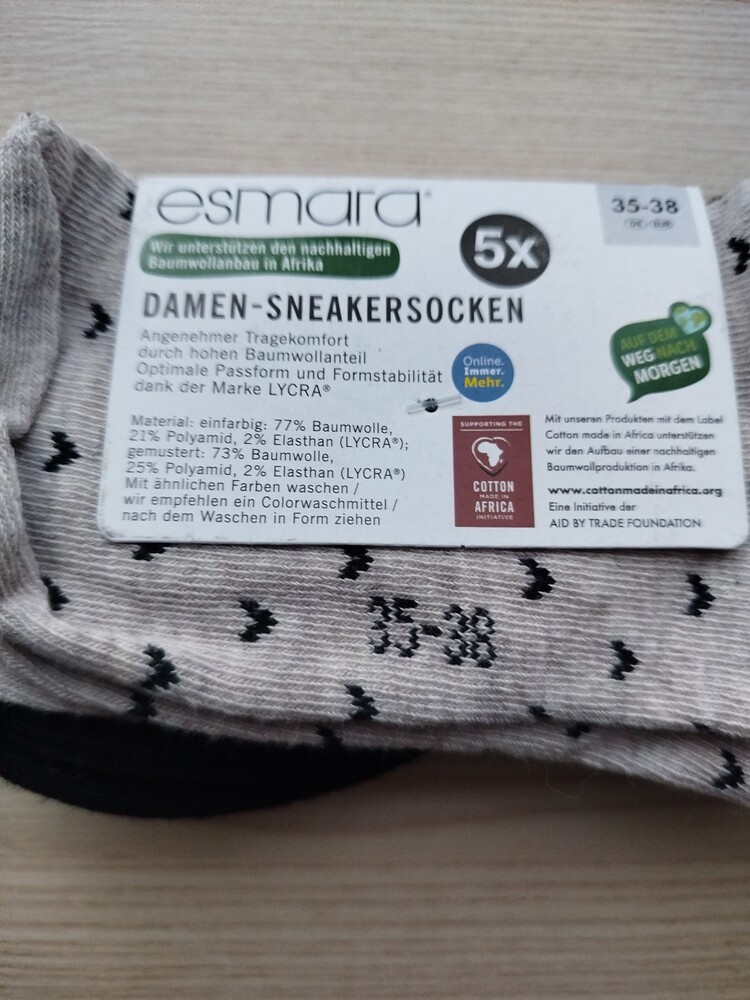 esmara®
Wir unterstützen den nachhaltigen
Baumwollanbau in Afrika
5x
35-38
DE EUR
DAMEN-SNEAKERSOCKEN
Angenehmer Tragekomfort
durch hohen Baumwollanteil
Optimale Passform und Formstabilität
dank der Marke LYCRA®
Online.
Immer.
Mehr.
AUF DEM
WEG NACH
MORGEN
Material: einfarbig: 77% Baumwolle,
21% Polyamid, 2% Elasthan (LYCRA®);
gemustert: 73% Baumwolle,
25% Polyamid, 2% Elasthan (LYCRA®)
Mit ähnlichen Farben waschen /
wir empfehlen ein Colorwaschmittel /
nach dem Waschen in Form ziehen
SUPPORTING THE
COTTON
MADE IN
AFRICA
INITIATIVE
Mit unseren Produkten mit dem Label
Cotton made in Africa unterstützen
wir den Aufbau einer nachhaltigen
Baumwollproduktion in Afrika.
www.cottonmadeinafrica.org
Eine Initiative der
AID BY TRADE FOUNDATION
35-38